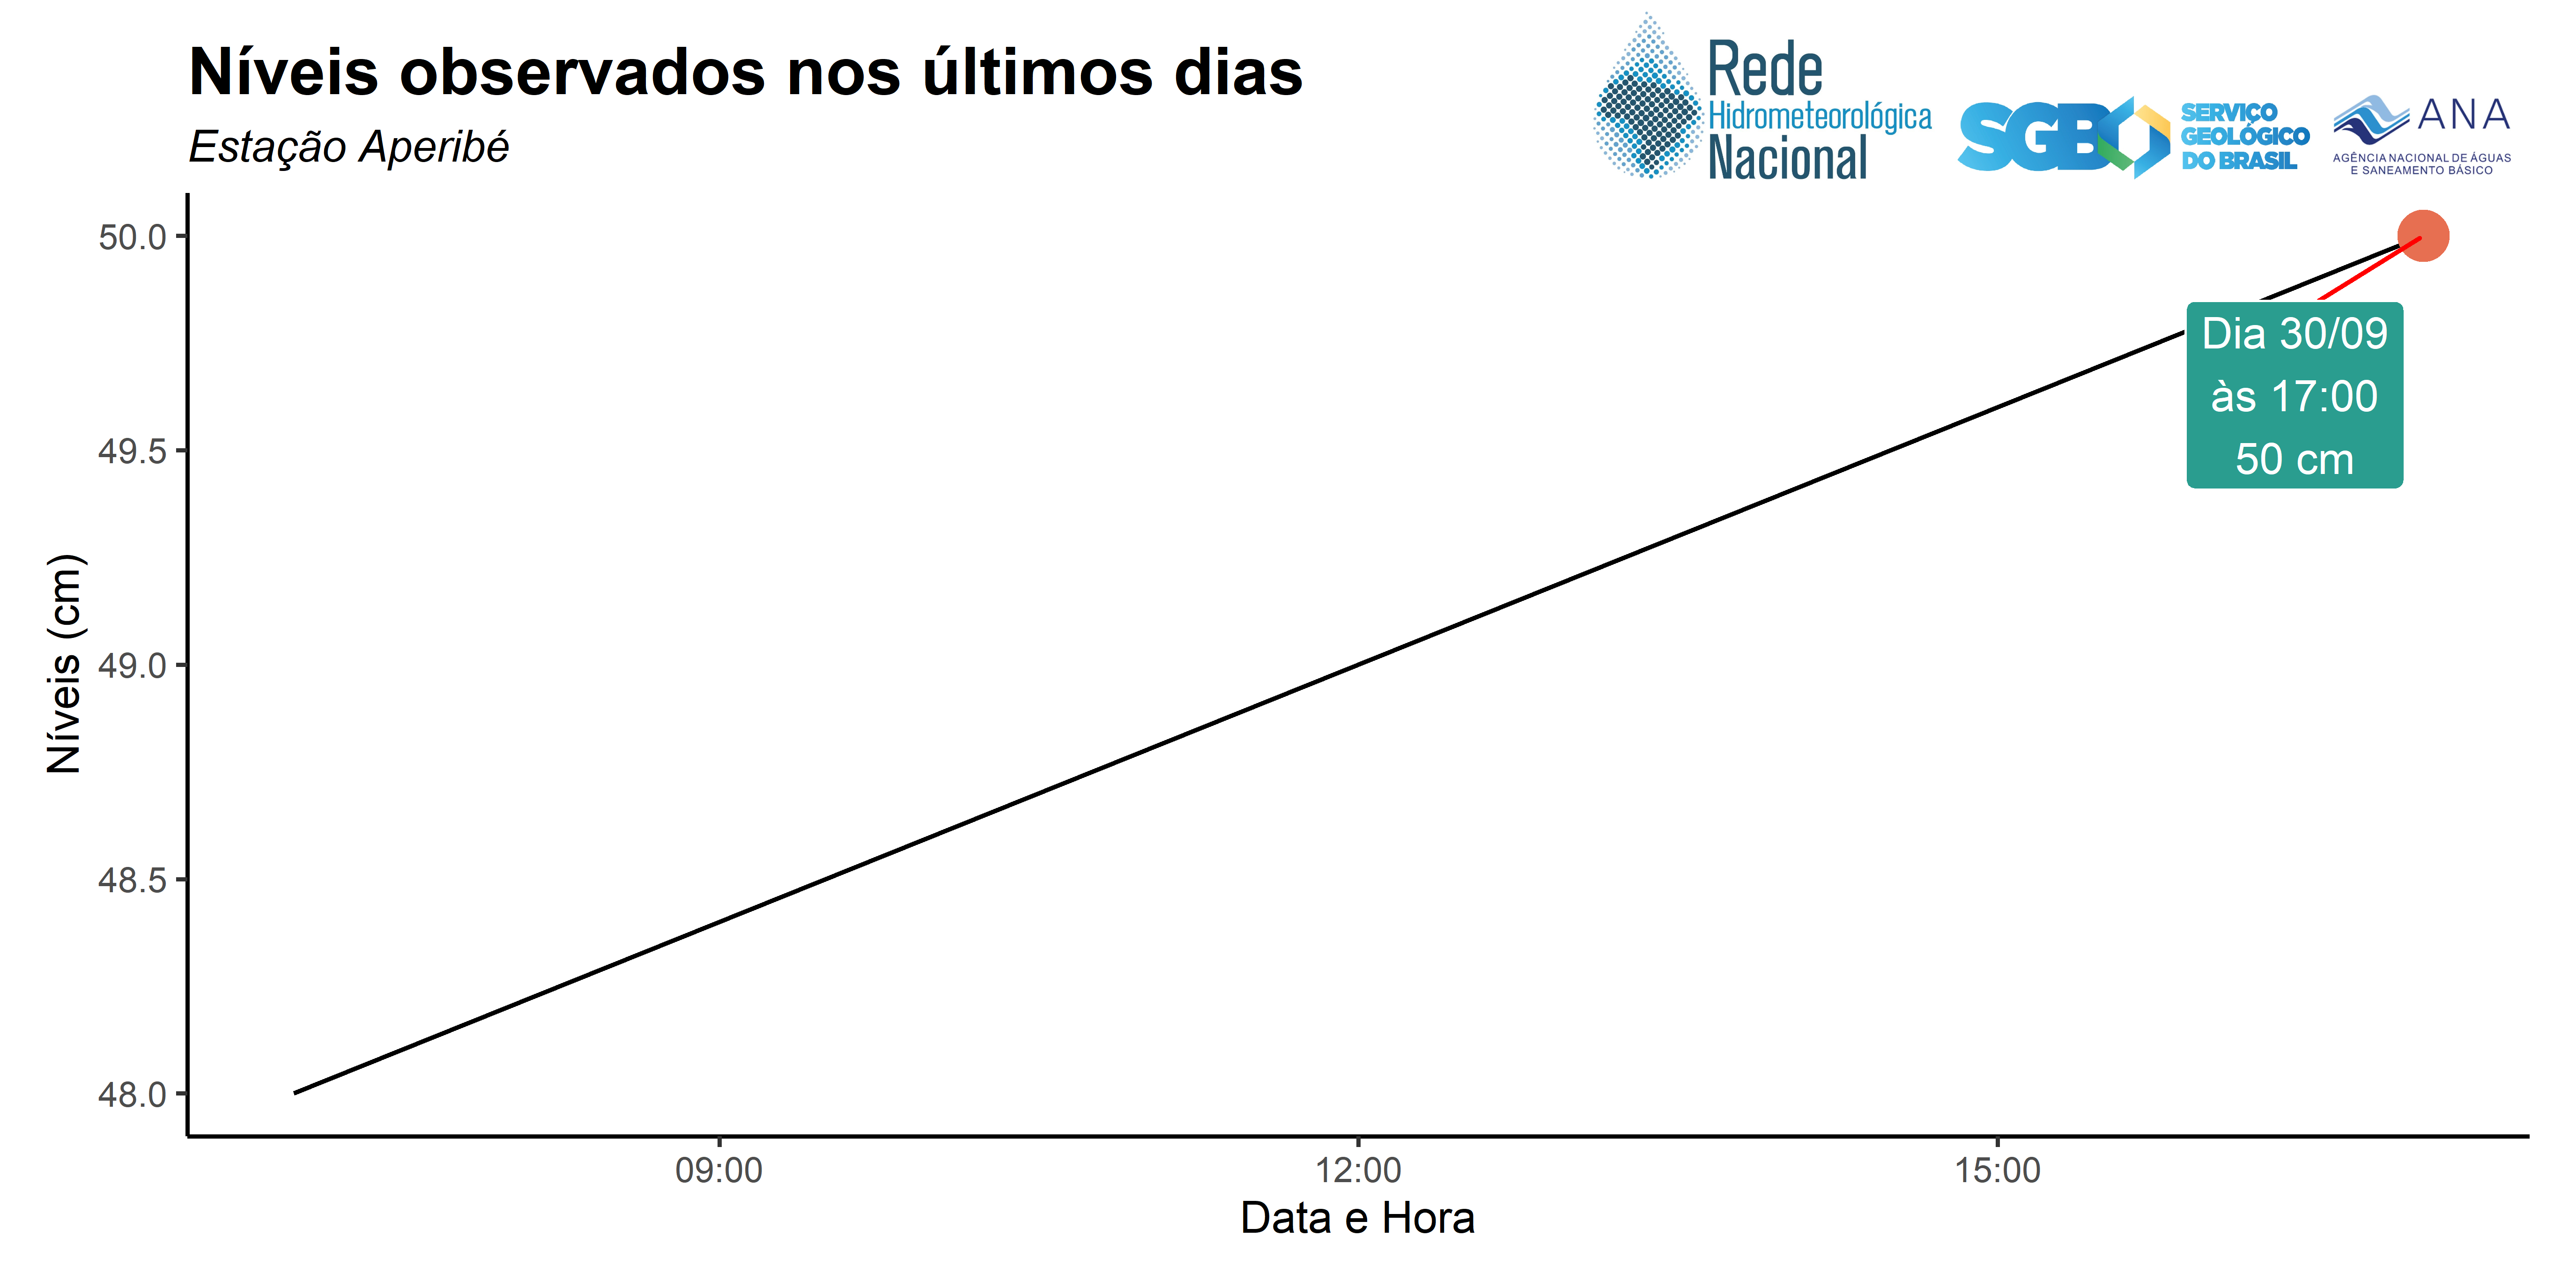 Níveis observados nos últimos dias
Estação Aperibé
Rede
Hidrometeorológica
Nacional
SGB
SERVIÇO
GEOLÓGICO
DO BRASIL
ANA
AGÊNCIA NACIONAL DE ÁGUAS
E SANEAMENTO BÁSICO
50.0
49.5
49.0
48.5
48.0
Níveis (cm)
Dia 30/09
às 17:00
50 cm
09:00
12:00
15:00
Data e Hora